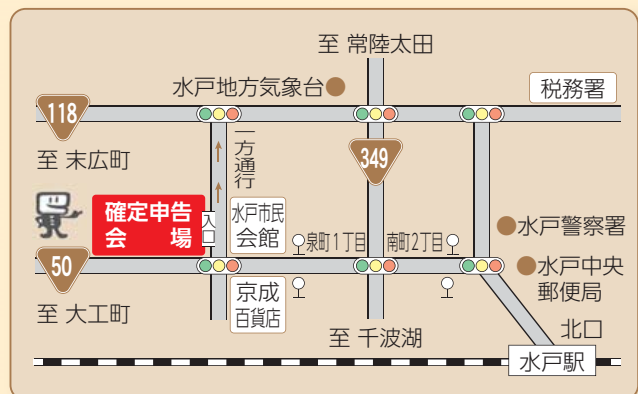 至 常陸太田
水戸地方気象台
税務署
118
一方通行
349
至 末広町
確定申告
会場
入口
水戸市民
会館
泉町1丁目
南町2丁目
水戸警察署
50
水戸中央
郵便局
京成
百貨店
至 大工町
至 千波湖
北口
水戸駅